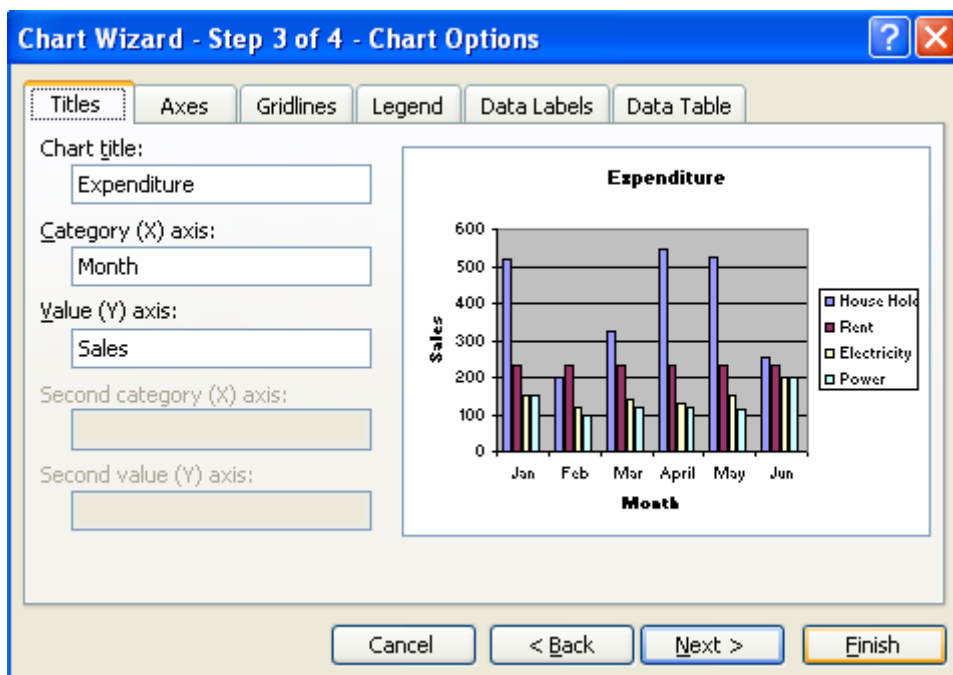 Chart Wizard - Step 3 of 4 - Chart Options
?
Titles Axes Gridlines Legend Data Labels Data Table
Chart title:
Expenditure
Category (X) axis:
Month
Value (Y) axis:
Sales
Second category (X) axis:
Second value (Y) axis:
Expenditure
600
500
400
300
200
100
0
Sales
Jan Feb Mar April May Jun
Month
House Hold
Rent
Electricity
Power
Cancel < Back Next > Finish